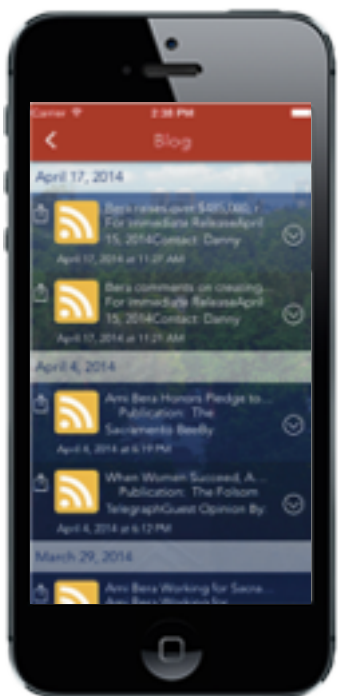 Carrier 2:38 PM
Blog
April 17, 2014
Bera raises over $485,000,
For immediate ReleaseApril
15, 2014Contact: Danny
April 17, 2014 at 11:27 AM
Bera comments on creating...
For immediate ReleaseApril
15, 2014Contact: Danny
April 17, 2014 at 11:21 AM
April 4, 2014
Ami Bera Honors Pledge to...
Publication: The
Sacramento BeeBy
April 4, 2014 at 6:19 PM
When Women Succeed, A...
Publication: The Folsom
TelegraphGuest Opinion By:
April 4, 2014 at 6:12 PM
March 29, 2014
Ami Bera Working for Sacra...
Ami Bera Working for